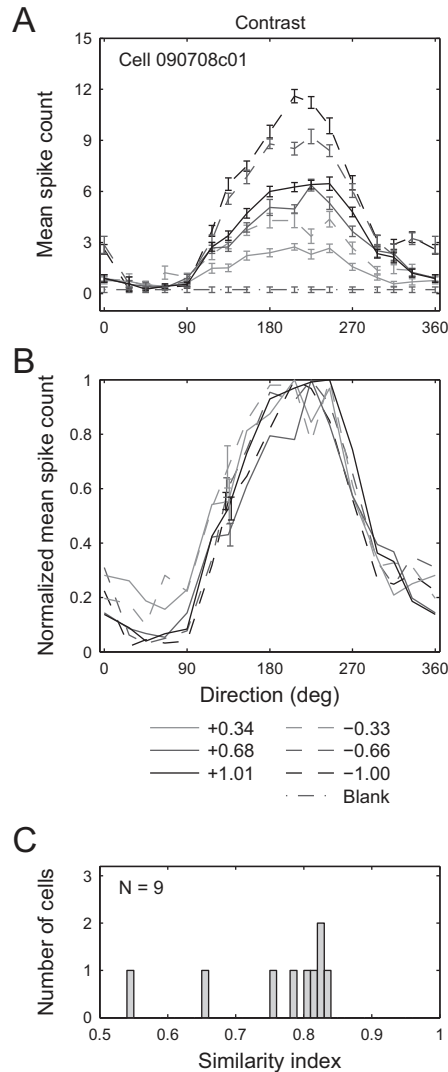 A
Contrast
Cell 090708c01
Mean spike count
15
12
9
6
3
0
0 90 180 270 360
B
Normalized mean spike count
1
0.8
0.6
0.4
0.2
0
0 90 180 270 360
Direction (deg)
+0.34 −0.33
+0.68 −0.66
+1.01 −1.00
Blank
C
N = 9
Number of cells
3
2
1
0
0.5 0.6 0.7 0.8 0.9 1
Similarity index